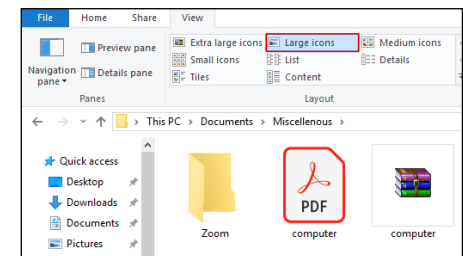 File Home Share View
Preview pane
Navigation pane
Details pane
Panes
Extra large icons Large icons Medium icons
Small icons List Details
Tiles Content
Layout
This PC > Documents > Miscellenous >
Quick access
Desktop
Downloads
Documents
Pictures
Zoom
PDF
computer
computer